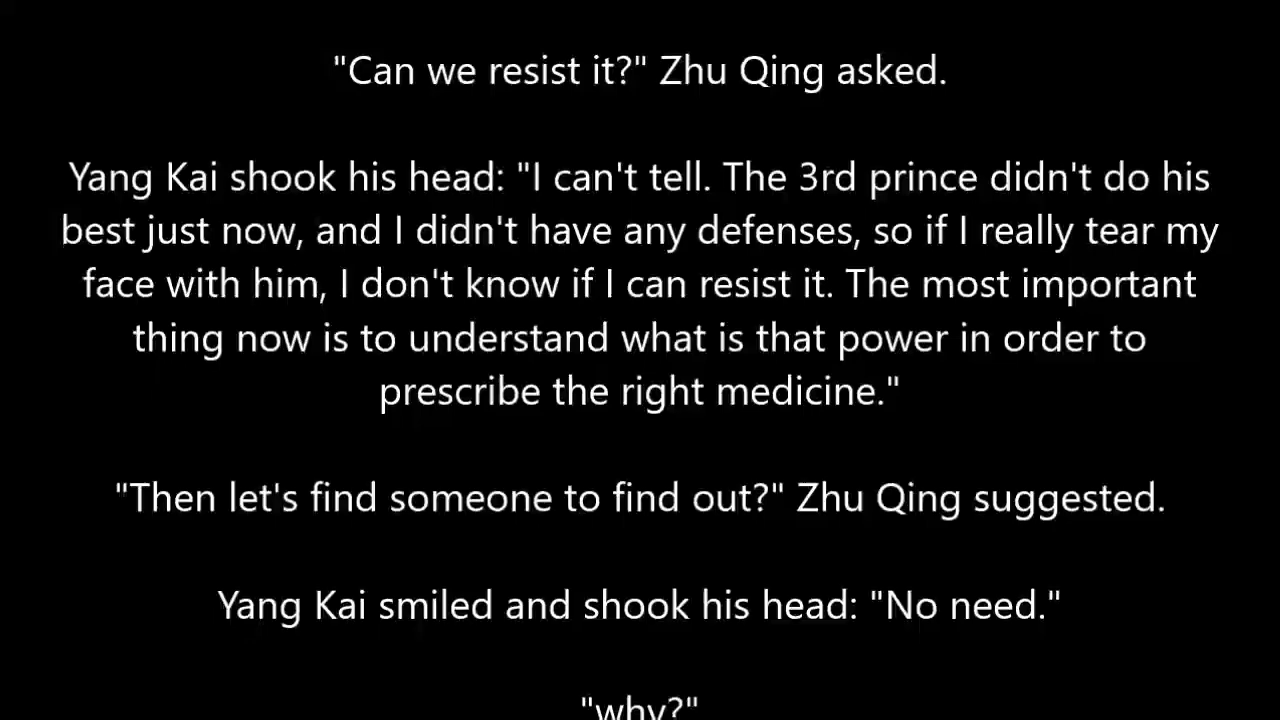 "Can we resist it?" Zhu Qing asked.
Yang Kai shook his head: "I can't tell. The 3rd prince didn't do his
best just now, and I didn't have any defenses, so if I really tear my
face with him, I don't know if I can resist it. The most important
thing now is to understand what is that power in order to
prescribe the right medicine."
"Then let's find someone to find out?" Zhu Qing suggested.
Yang Kai smiled and shook his head: "No need."
"why?"